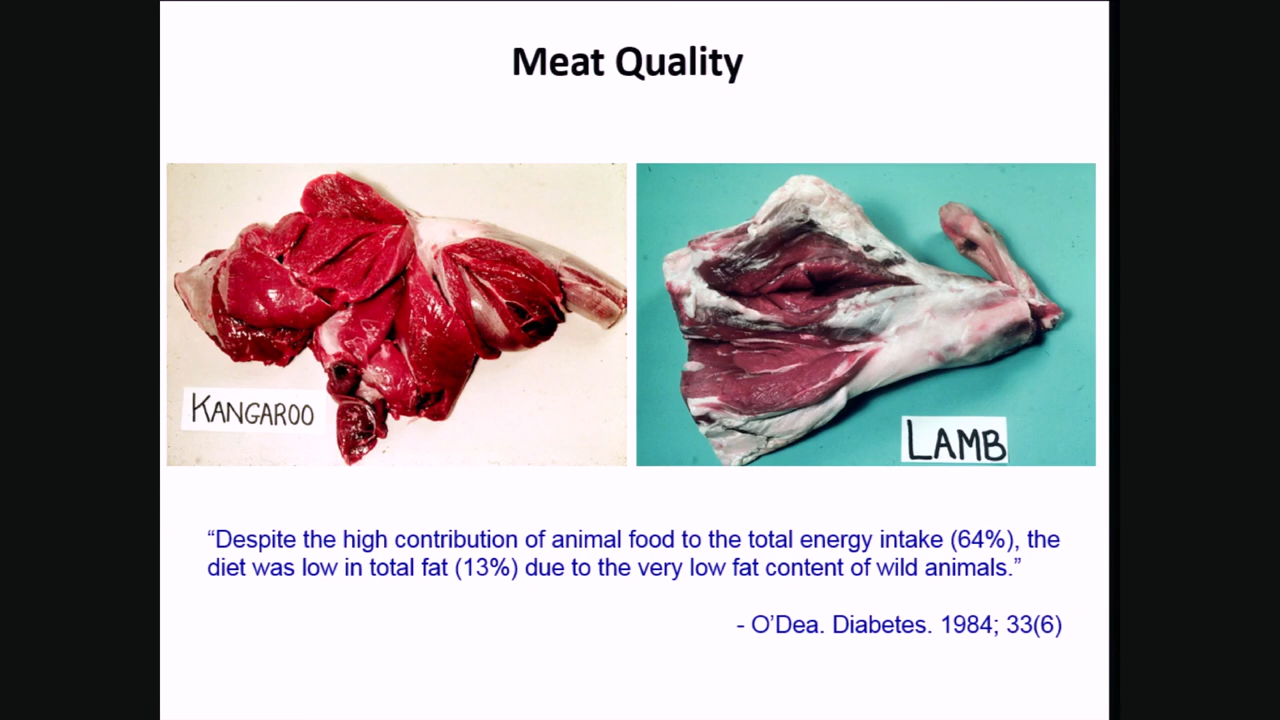 Meat Quality
KANGAROO
LAMB
“Despite the high contribution of animal food to the total energy intake (64%), the
diet was low in total fat (13%) due to the very low fat content of wild animals.”
- O’Dea. Diabetes. 1984; 33(6)